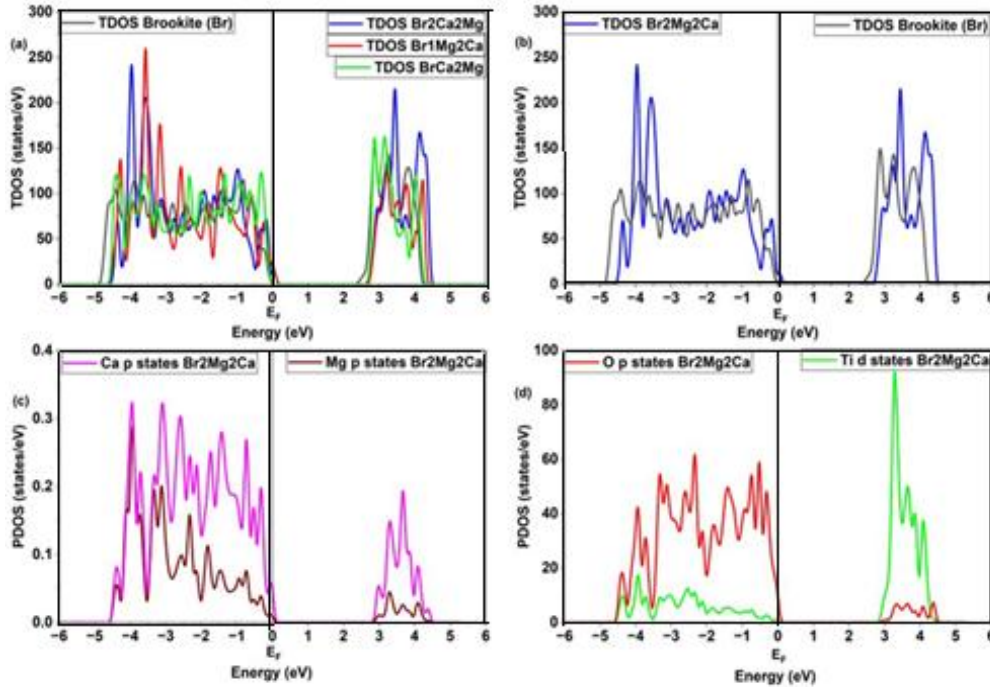 (a)
TDOS Brookite (Br)
TDOS Br2Ca2Mg
TDOS Br1Mg2Ca
TDOS BrCa2Mg
TDOS (states/eV)
300
250
200
150
100
50
0
−6 −5 −4 −3 −2 −1 0 1 2 3 4 5 6
E_F
Energy (eV)
(b)
TDOS Br2Mg2Ca
TDOS Brookite (Br)
TDOS (states/eV)
300
250
200
150
100
50
0
−6 −5 −4 −3 −2 −1 0 1 2 3 4 5 6
E_F
Energy (eV)
(c)
Ca p states Br2Mg2Ca
Mg p states Br2Mg2Ca
PDOS (states/eV)
0.4
0.3
0.2
0.1
0.0
−6 −5 −4 −3 −2 −1 0 1 2 3 4 5 6
E_F
Energy (eV)
(d)
O p states Br2Mg2Ca
Ti d states Br2Mg2Ca
PDOS (states/eV)
100
80
60
40
20
0
−6 −5 −4 −3 −2 −1 0 1 2 3 4 5 6
E_F
Energy (eV)